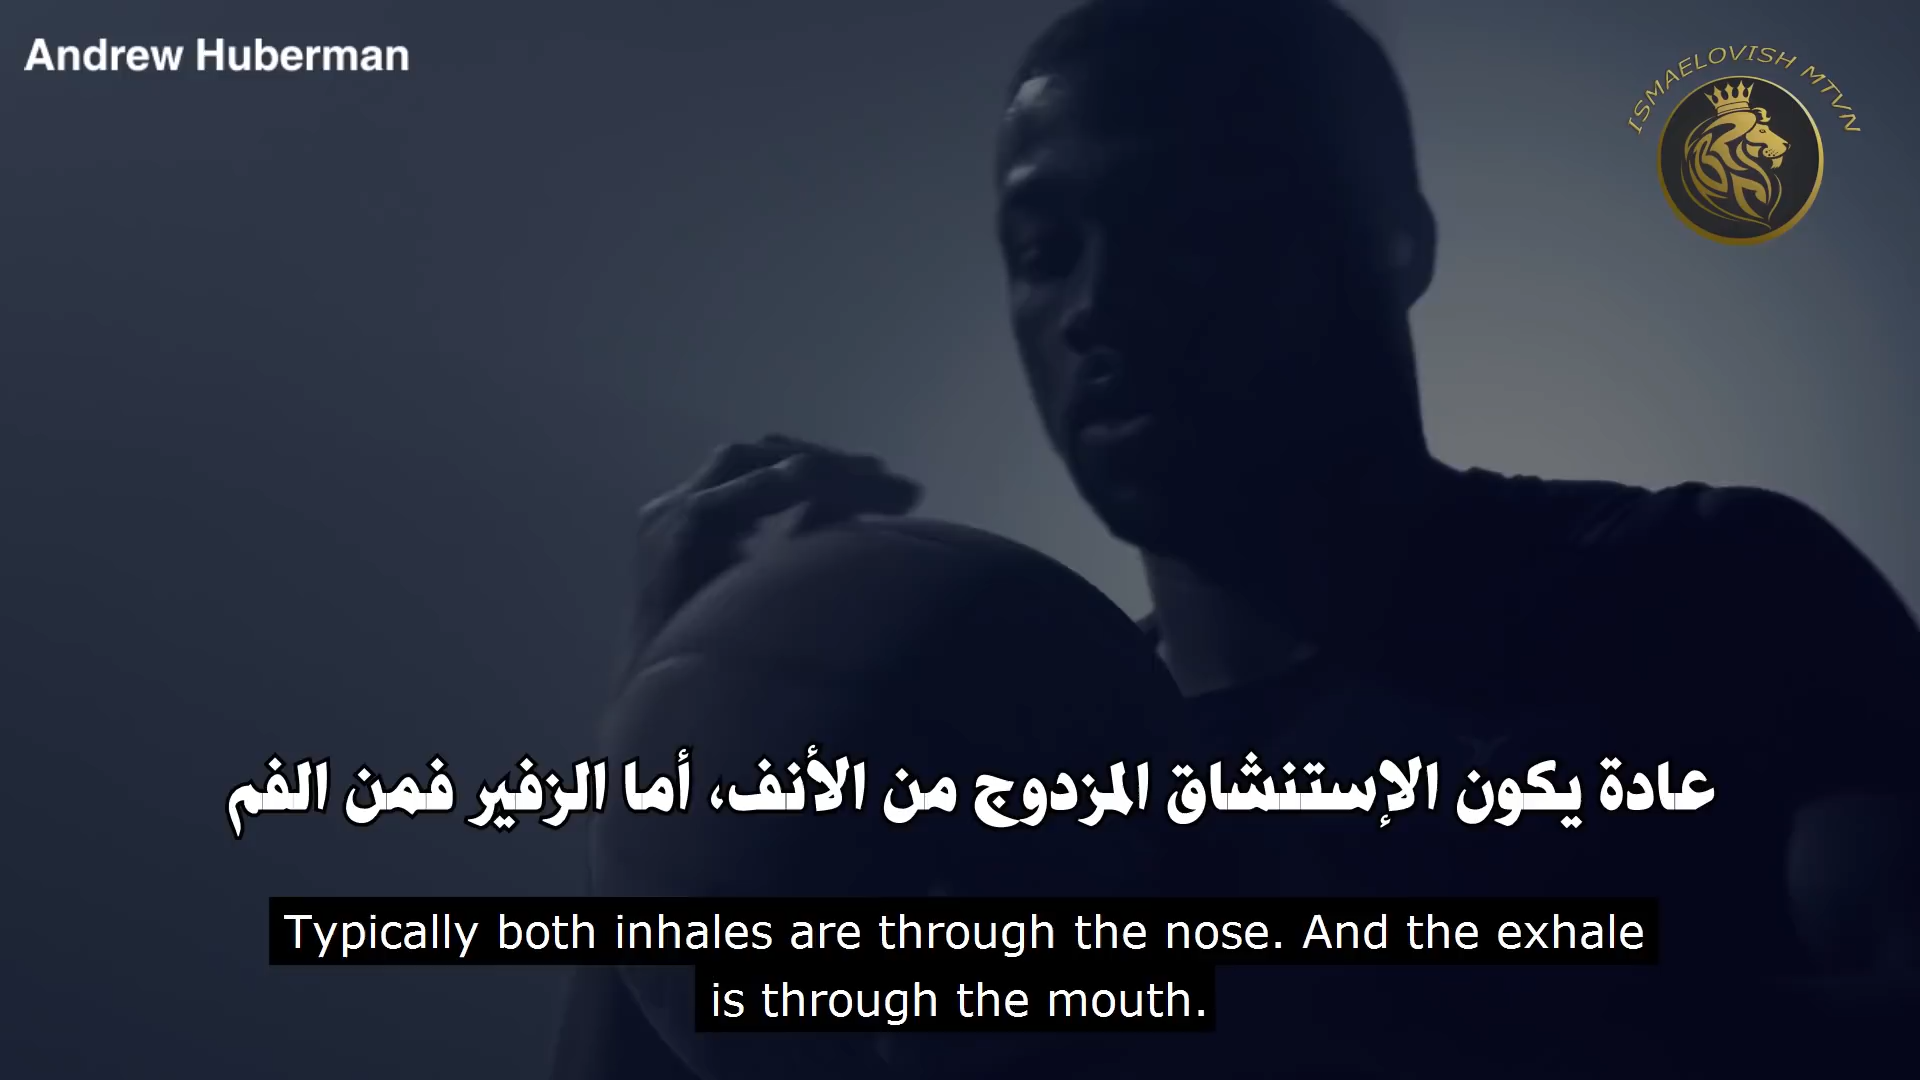 Andrew Huberman
ISMAELOVISH MTVN
عادة يكون الإستنشاق المزدوج من الأنف، أما الزفير فمن الفم
Typically both inhales are through the nose. And the exhale
is through the mouth.